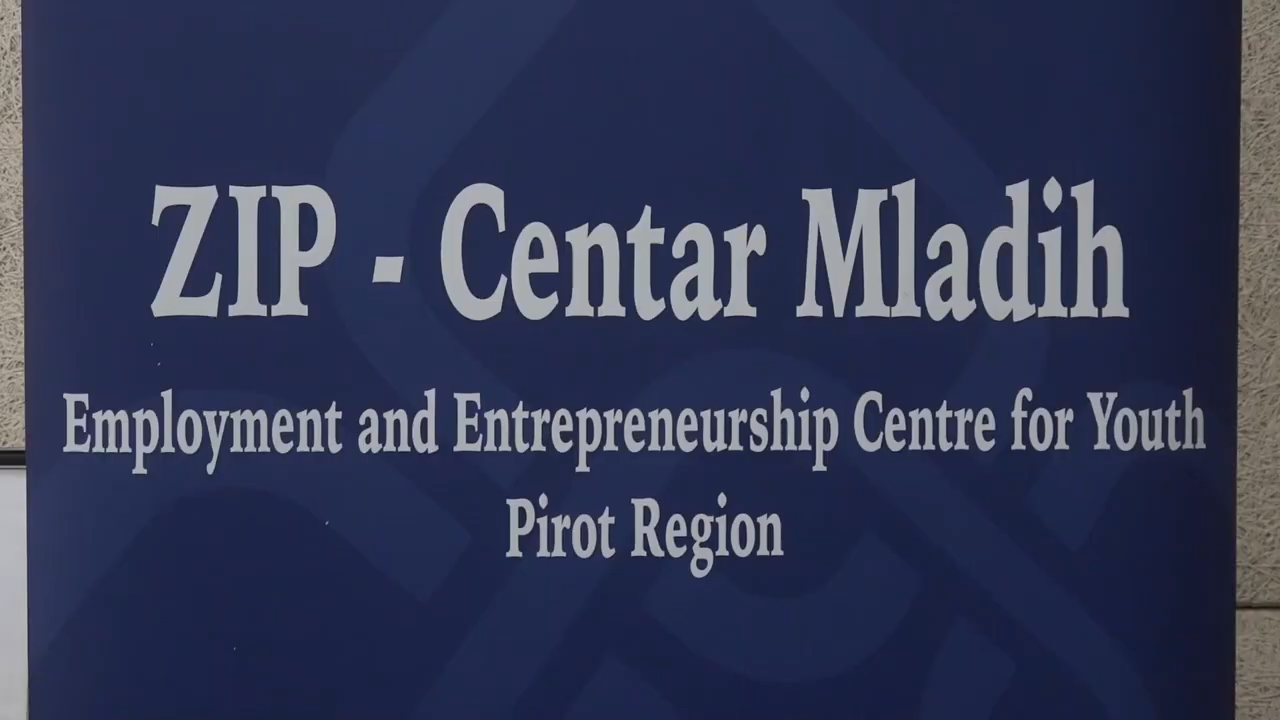 ZIP - Centar Mladih
Employment and Entrepreneurship Centre for Youth
Pirot Region